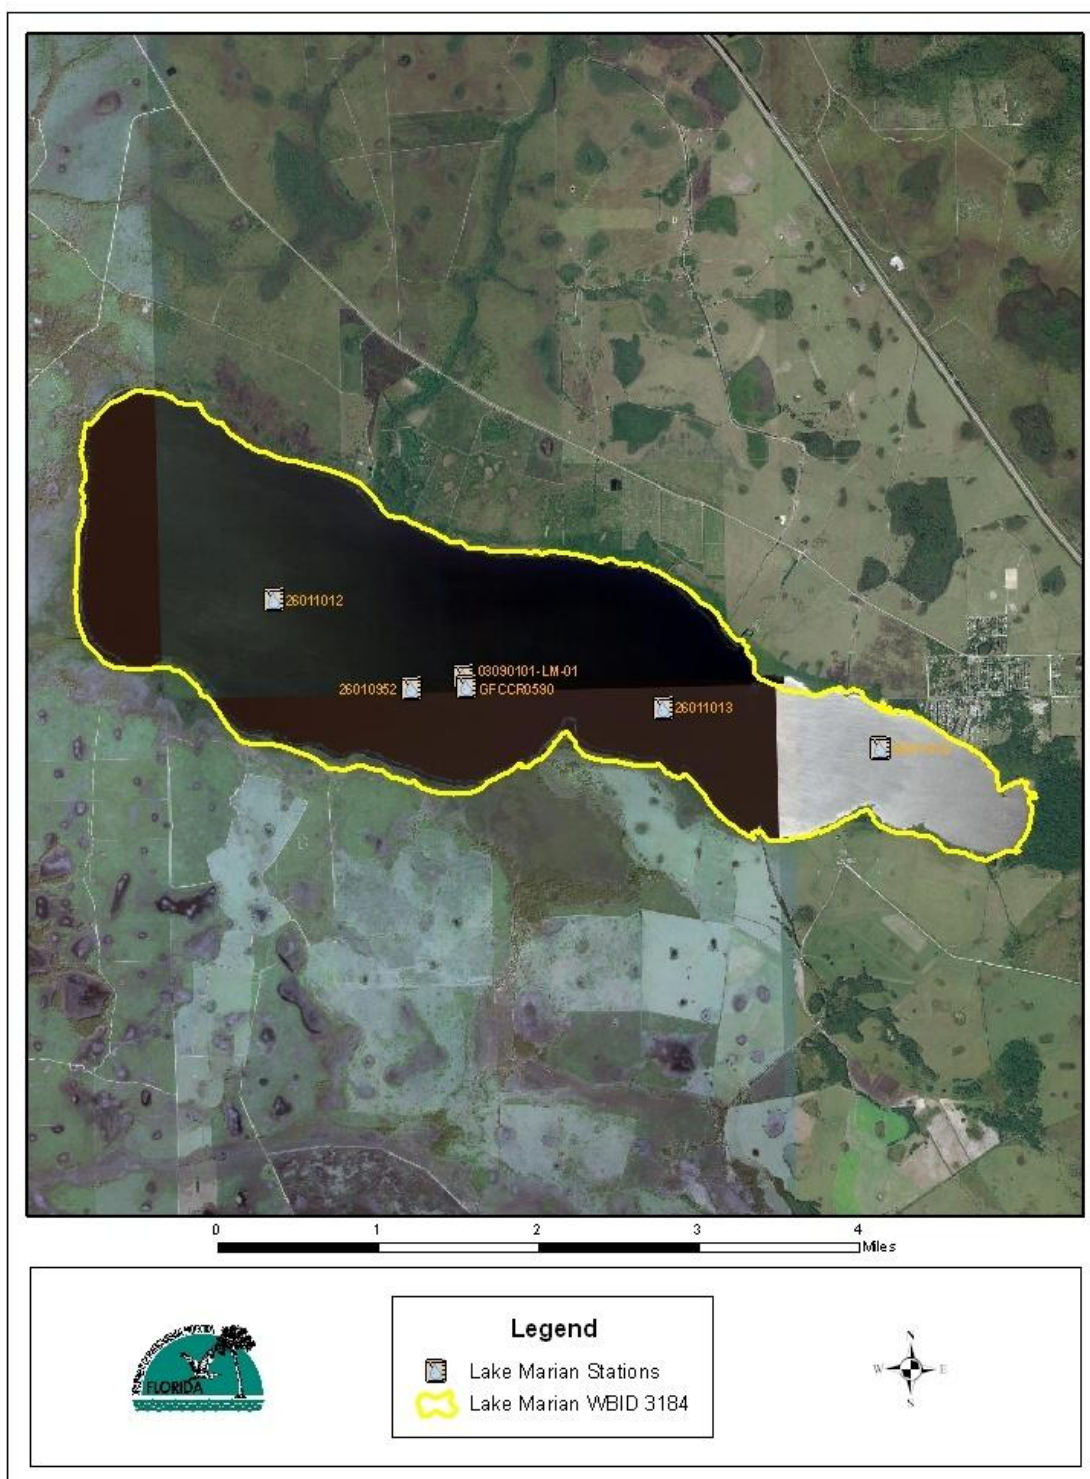 26011012
03090101-LM-01
26010952
GFCCR0590
26011013
0
1
2
3
4
Miles
Legend
Lake Marian Stations
Lake Marian WBID 3184
FLORIDA
N
W
E
S